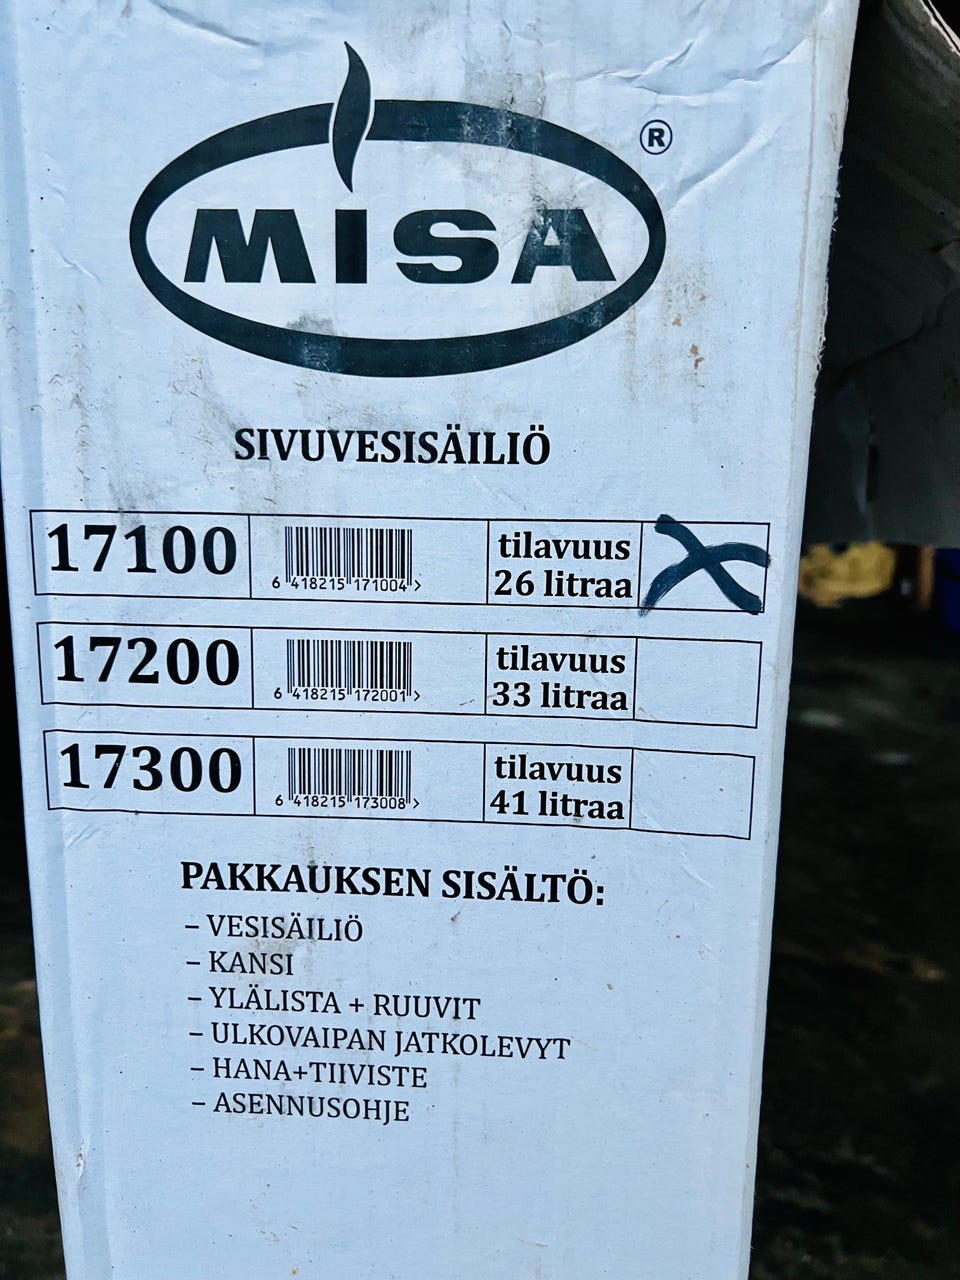 MISA ®
SIVUVESISÄILIÖ
17100
6 418215 171004 >
tilavuus
26 litraa
17200
6 418215 172001 >
tilavuus
33 litraa
17300
6 418215 173008 >
tilavuus
41 litraa
PAKKAUKSEN SISÄLTÖ:
– VESISÄILIÖ
– KANSI
– YLÄLISTA + RUUVIT
– ULKOVAIPAN JATKOLEVYT
– HANA+TIIVISTE
– ASENNUSOHJE